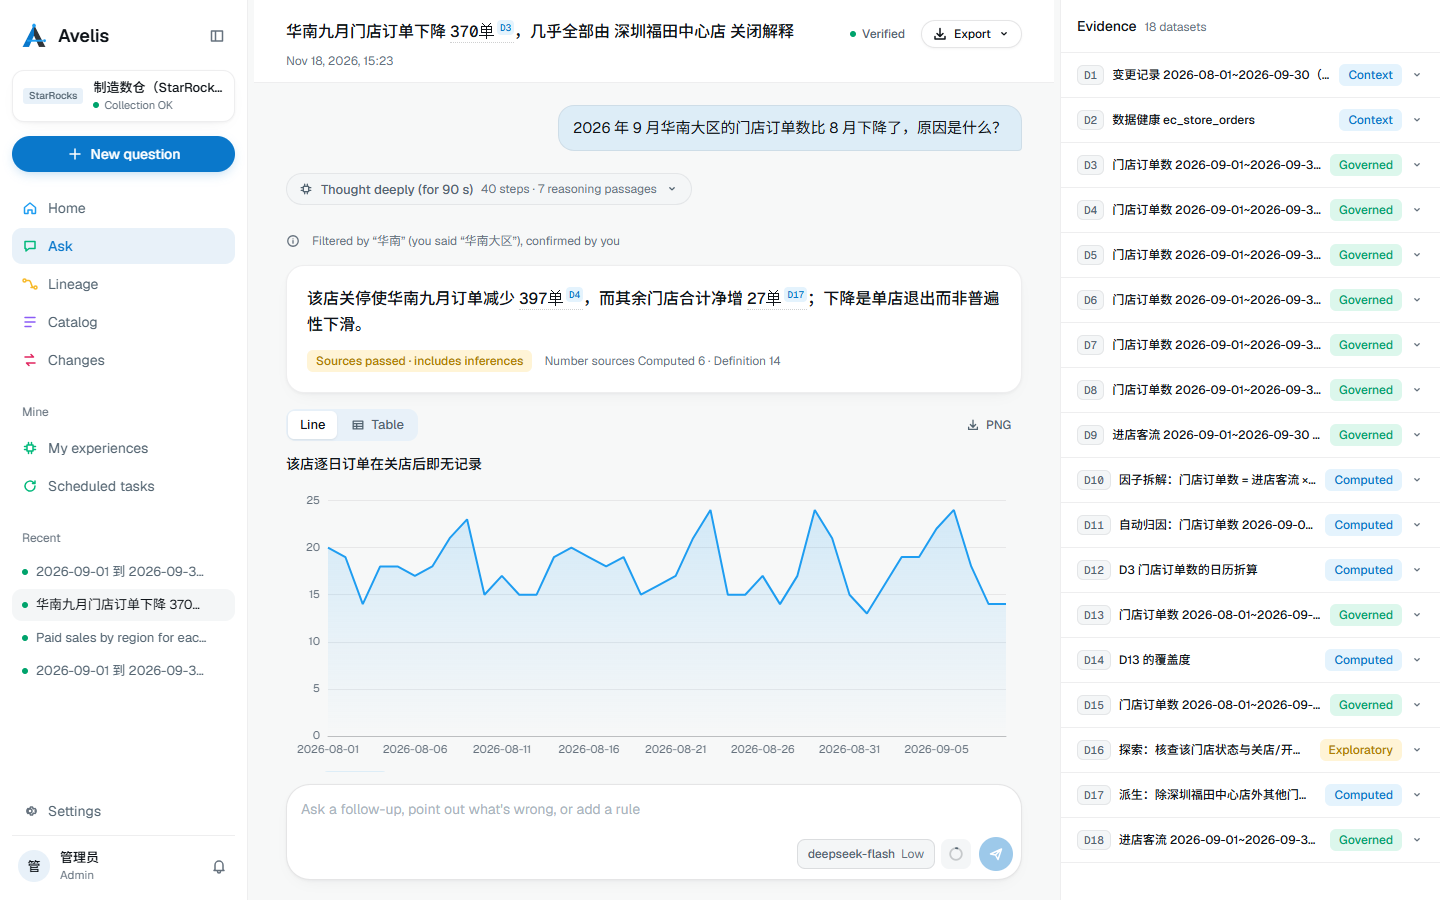 Avelis
StarRocks
制造数仓（StarRock...
Collection OK
New question
Home
Ask
Lineage
Catalog
Changes
Mine
My experiences
Scheduled tasks
Recent
2026-09-01 到 2026-09-3...
华南九月门店订单下降 370...
Paid sales by region for eac...
2026-09-01 到 2026-09-3...
Settings
管
管理员
Admin
华南九月门店订单下降 370单 D3，几乎全部由 深圳福田中心店 关闭解释
Nov 18, 2026, 15:23
Verified
Export
2026 年 9 月华南大区的门店订单数比 8 月下降了，原因是什么？
Thought deeply (for 90 s) 40 steps · 7 reasoning passages
Filtered by “华南” (you said “华南大区”), confirmed by you
该店关停使华南九月订单减少 397单 D4，而其余门店合计净增 27单 D17；下降是单店退出而非普遍
性下滑。
Sources passed · includes inferences
Number sources Computed 6 · Definition 14
Line
Table
PNG
该店逐日订单在关店后即无记录
25
20
15
10
5
0
2026-08-01
2026-08-06
2026-08-11
2026-08-16
2026-08-21
2026-08-26
2026-08-31
2026-09-05
Ask a follow-up, point out what's wrong, or add a rule
deepseek-flash Low
Evidence 18 datasets
D1 变更记录 2026-08-01~2026-09-30（... Context
D2 数据健康 ec_store_orders Context
D3 门店订单数 2026-09-01~2026-09-3... Governed
D4 门店订单数 2026-09-01~2026-09-3... Governed
D5 门店订单数 2026-09-01~2026-09-3... Governed
D6 门店订单数 2026-09-01~2026-09-3... Governed
D7 门店订单数 2026-09-01~2026-09-3... Governed
D8 门店订单数 2026-09-01~2026-09-3... Governed
D9 进店客流 2026-09-01~2026-09-30 ... Governed
D10 因子拆解：门店订单数 = 进店客流 ×... Computed
D11 自动归因：门店订单数 2026-09-0... Computed
D12 D3 门店订单数的日历折算 Computed
D13 门店订单数 2026-08-01~2026-09-... Governed
D14 D13 的覆盖度 Computed
D15 门店订单数 2026-08-01~2026-09-... Governed
D16 探索：核查该门店状态与关店/开... Exploratory
D17 派生：除深圳福田中心店外其他门... Computed
D18 进店客流 2026-09-01~2026-09-3... Governed